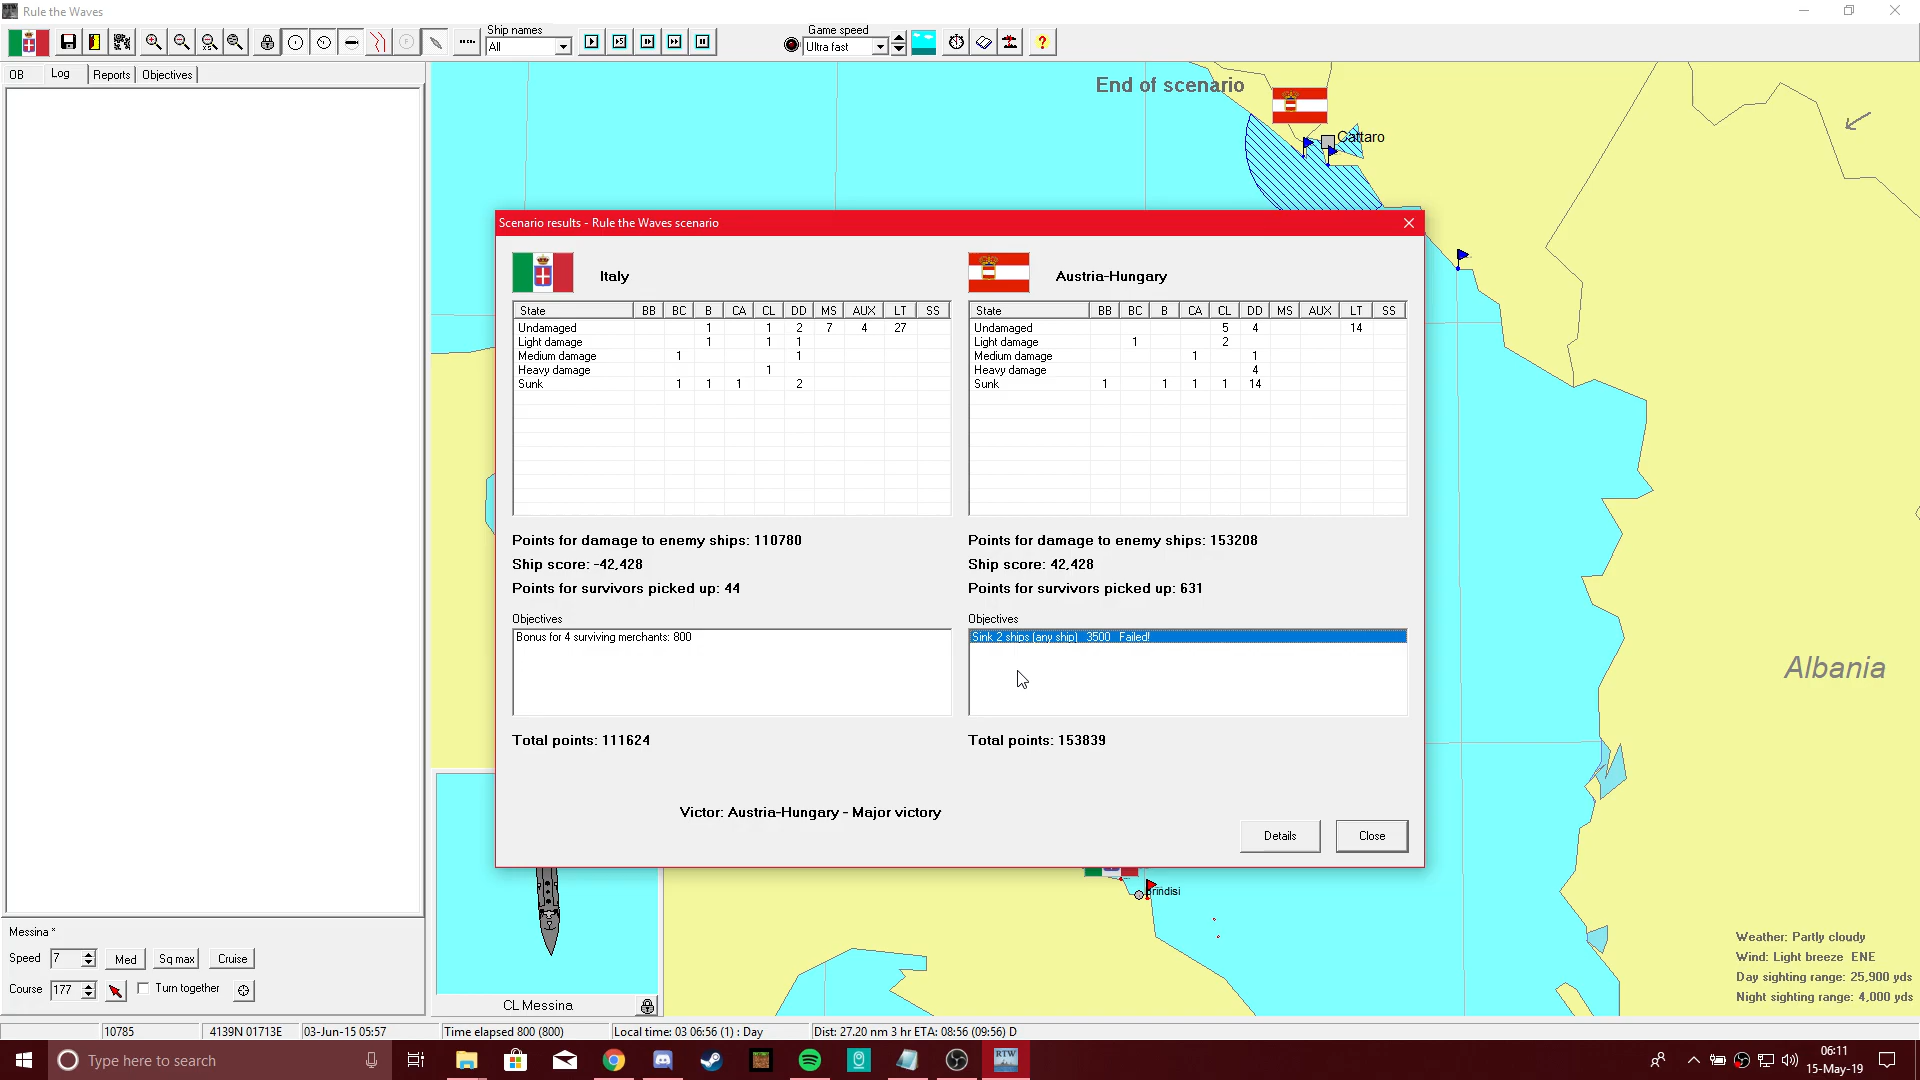 Rule the Waves
Ship names
All
Game speed
Ultra fast
OB Log Reports Objectives
End of scenario
Cattaro
Scenario results - Rule the Waves scenario
Italy
Austria-Hungary
State BB BC B CA CL DD MS AUX LT SS
Undamaged 1 1 2 7 4 27
Light damage 1 1 1
Medium damage 1 1
Heavy damage 1
Sunk 1 1 1 2
State BB BC B CA CL DD MS AUX LT SS
Undamaged 5 4 14
Light damage 1 2
Medium damage 1 1
Heavy damage 4
Sunk 1 1 1 1 14
Points for damage to enemy ships: 110780
Ship score: -42,428
Points for survivors picked up: 44
Points for damage to enemy ships: 153208
Ship score: 42,428
Points for survivors picked up: 631
Objectives
Bonus for 4 surviving merchants: 800
Objectives
Sink 2 ships (any ship) 3500 Failed!
Total points: 111624
Total points: 153839
Victor: Austria-Hungary - Major victory
Details
Close
Albania
Messina *
Speed 7 Med Sq max Cruise
Course 177 Turn together
CL Messina
Weather: Partly cloudy
Wind: Light breeze ENE
Day sighting range: 25,900 yds
Night sighting range: 4,000 yds
10785 4139N 01713E 03-Jun-15 05:57 Time elapsed 800 (800) Local time: 03 06:56 (1) : Day Dist: 27.20 nm 3 hr ETA: 08:56 (09:56) D
Type here to search
RTW
06:11
15-May-19